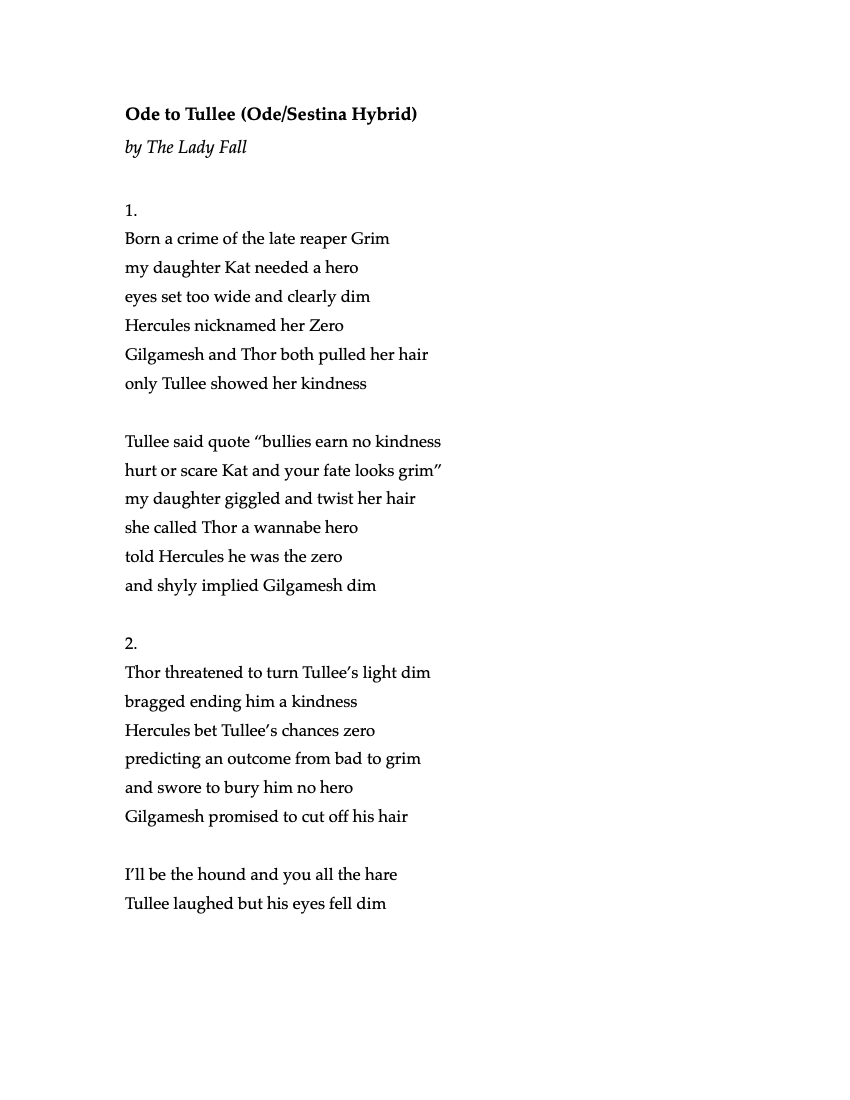 Ode to Tullee (Ode/Sestina Hybrid)
by The Lady Fall
1.
Born a crime of the late reaper Grim
my daughter Kat needed a hero
eyes set too wide and clearly dim
Hercules nicknamed her Zero
Gilgamesh and Thor both pulled her hair
only Tullee showed her kindness
Tullee said quote “bullies earn no kindness
hurt or scare Kat and your fate looks grim”
my daughter giggled and twist her hair
she called Thor a wannabe hero
told Hercules he was the zero
and shyly implied Gilgamesh dim
2.
Thor threatened to turn Tullee’s light dim
bragged ending him a kindness
Hercules bet Tullee’s chances zero
predicting an outcome from bad to grim
and swore to bury him no hero
Gilgamesh promised to cut off his hair
I’ll be the hound and you all the hare
Tullee laughed but his eyes fell dim